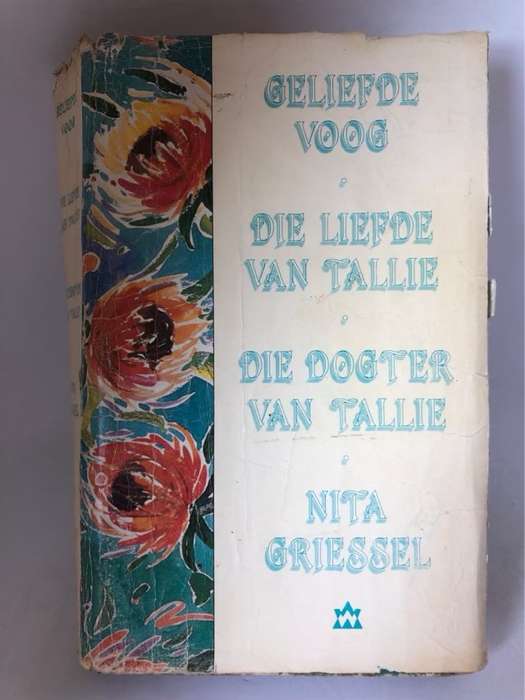 GELIEFDE
VOOG
DIE LIEFDE
VAN TALLIE
DIE DOGTER
VAN TALLIE
NITA
GRIESSEL